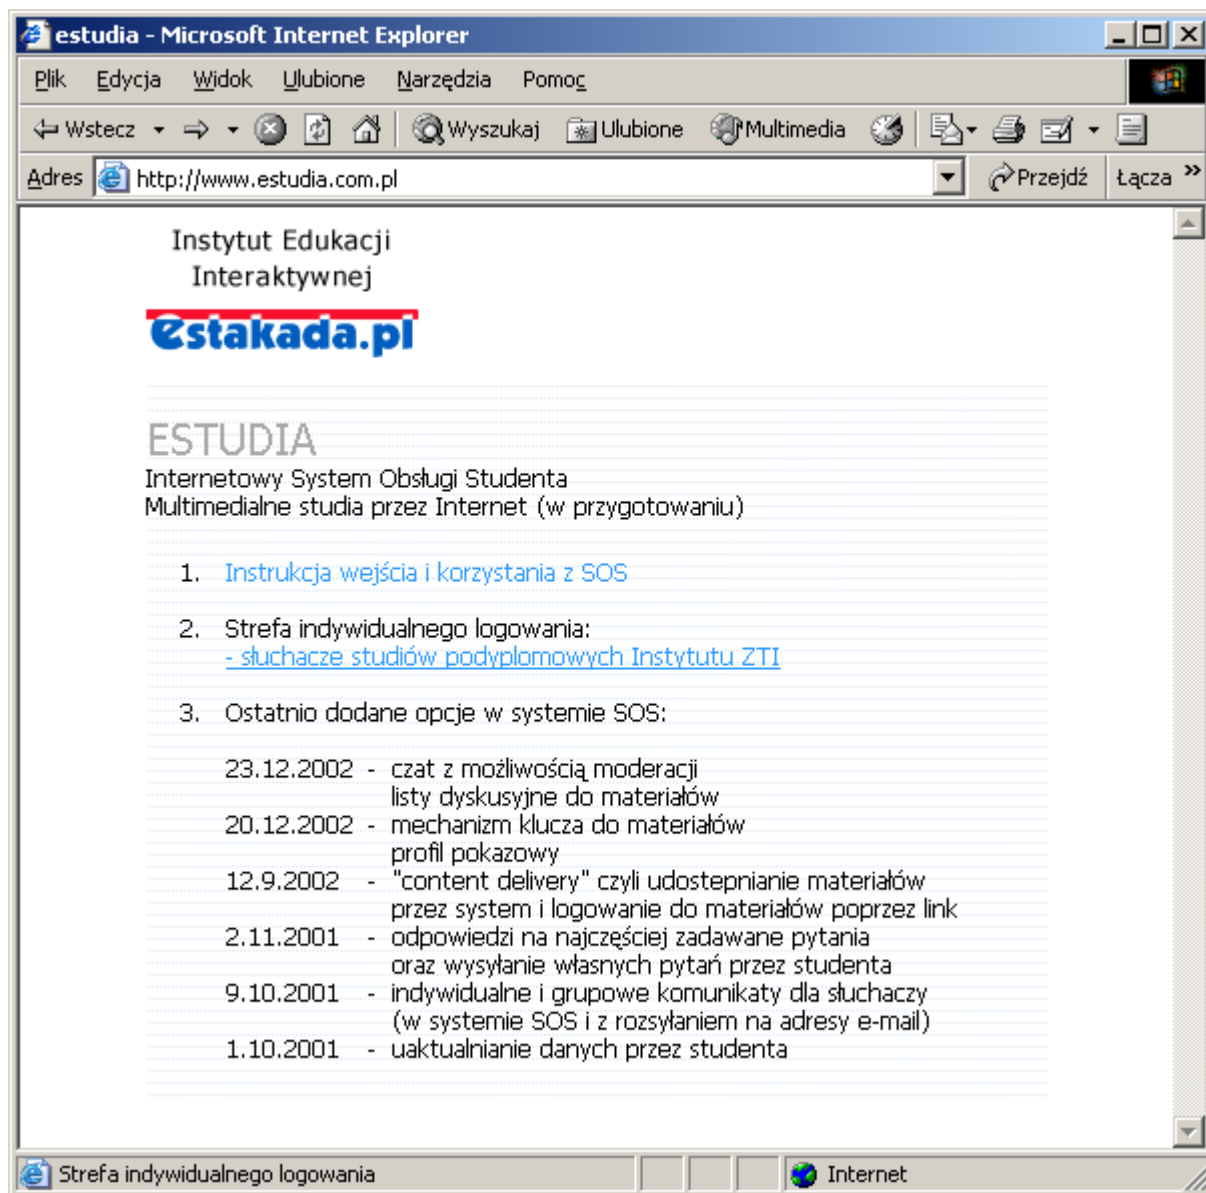 estudia - Microsoft Internet Explorer
Plik Edycja Widok Ulubione Narzędzia Pomoc
Wstecz Wyszukaj Ulubione Multimedia
Adres http://www.estudia.com.pl Przejdź Łącza »
Instytut Edukacji
Interaktywnej
estakada.pl
ESTUDIA
Internetowy System Obsługi Studenta
Multimedialne studia przez Internet (w przygotowaniu)
1. Instrukcja wejścia i korzystania z SOS
2. Strefa indywidualnego logowania:
- słuchacze studiów podyplomowych Instytutu ZTI
3. Ostatnio dodane opcje w systemie SOS:
23.12.2002 - czat z możliwością moderacji
listy dyskusyjne do materiałów
20.12.2002 - mechanizm klucza do materiałów
profil pokazowy
12.9.2002 - "content delivery" czyli udostepnianie materiałów
przez system i logowanie do materiałów poprzez link
2.11.2001 - odpowiedzi na najczęściej zadawane pytania
oraz wysyłanie własnych pytań przez studenta
9.10.2001 - indywidualne i grupowe komunikaty dla słuchaczy
(w systemie SOS i z rozsyłaniem na adresy e-mail)
1.10.2001 - uaktualnianie danych przez studenta
Strefa indywidualnego logowania Internet